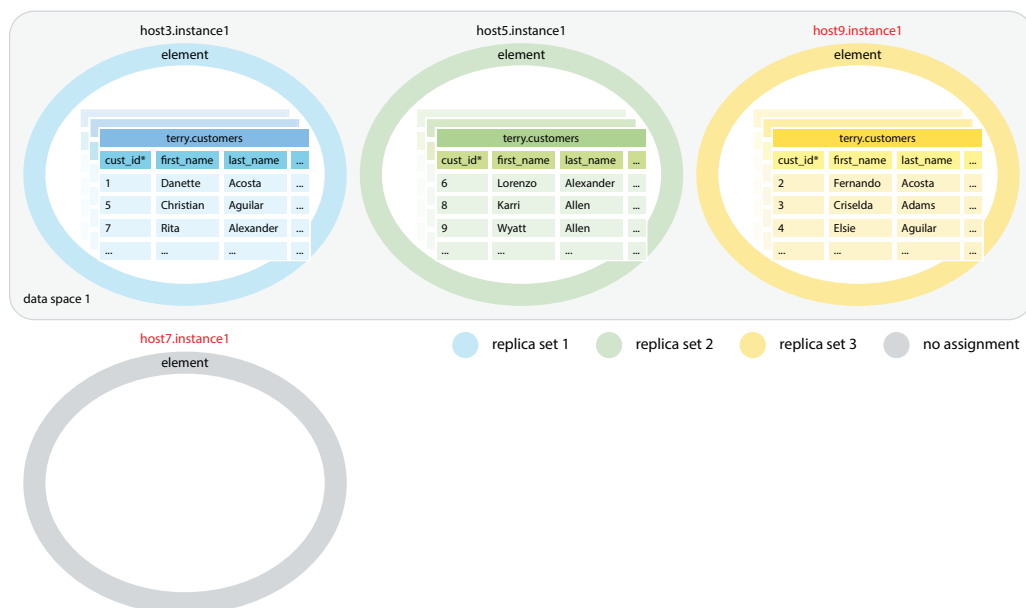 host3.instance1 host5.instance1 host9.instance1
element element element
terry.customers terry.customers terry.customers
cust_id* first_name last_name ... cust_id* first_name last_name ... cust_id* first_name last_name ...
1 Danette Acosta ... 6 Lorenzo Alexander ... 2 Fernando Acosta ...
5 Christian Aguilar ... 8 Karri Allen ... 3 Criselda Adams ...
7 Rita Alexander ... 9 Wyatt Allen ... 4 Elsie Aguilar ...
... ... ... ... ... ... ... ... ... ... ... ...
data space 1
host7.instance1
element
replica set 1 replica set 2 replica set 3 no assignment